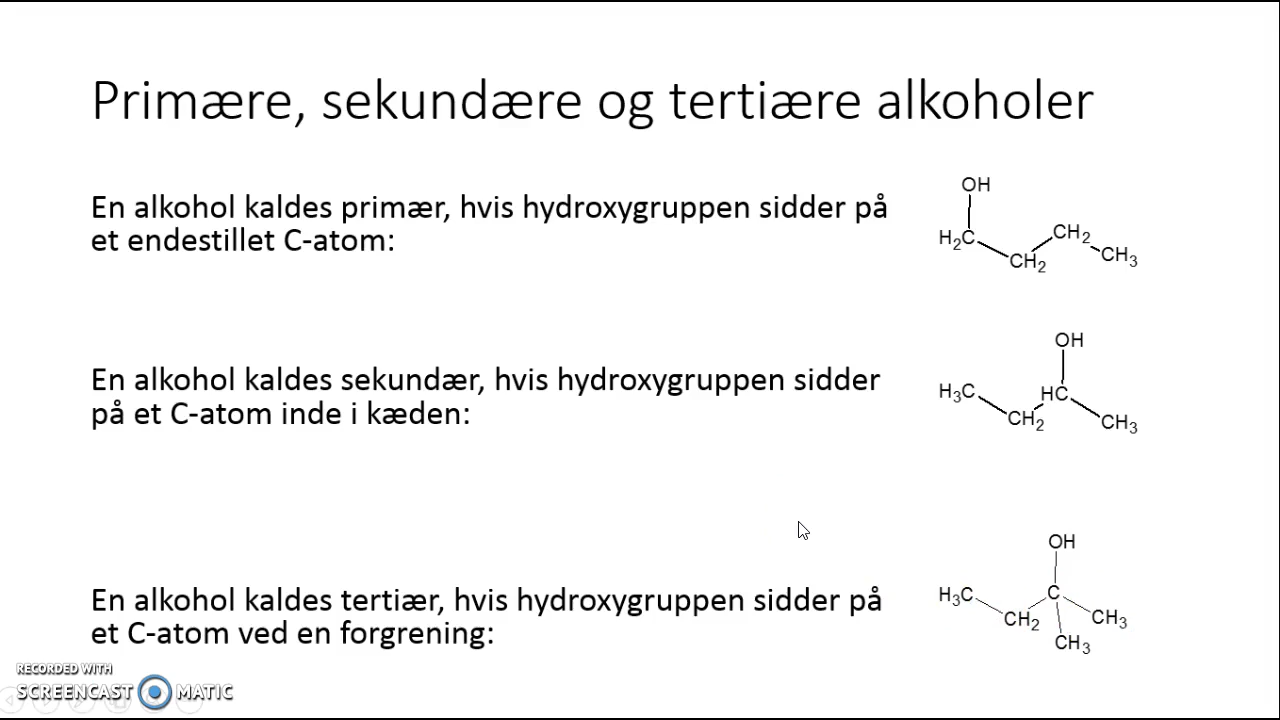 Primære, sekundære og tertiære alkoholer
En alkohol kaldes primær, hvis hydroxygruppen sidder på
et endestillet C-atom:
OH
H₂C
CH₂
CH₂
CH₃
En alkohol kaldes sekundær, hvis hydroxygruppen sidder
på et C-atom inde i kæden:
OH
H₃C
HC
CH₂
CH₃
En alkohol kaldes tertiær, hvis hydroxygruppen sidder på
et C-atom ved en forgrening:
OH
H₃C
C
CH₂
CH₃
CH₃
RECORDED WITH
SCREENCAST MATIC